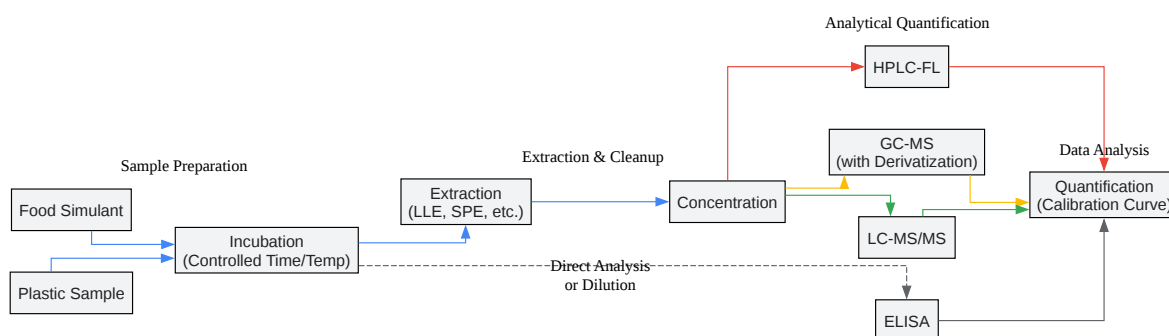 Analytical Quantification
HPLC-FL
GC-MS
(with Derivatization)
Data Analysis
Extraction & Cleanup
Sample Preparation
Extraction
(LLE, SPE, etc.)
Concentration
Quantification
(Calibration Curve)
Food Simulant
Incubation
(Controlled Time/Temp)
LC-MS/MS
Direct Analysis
or Dilution
Plastic Sample
ELISA